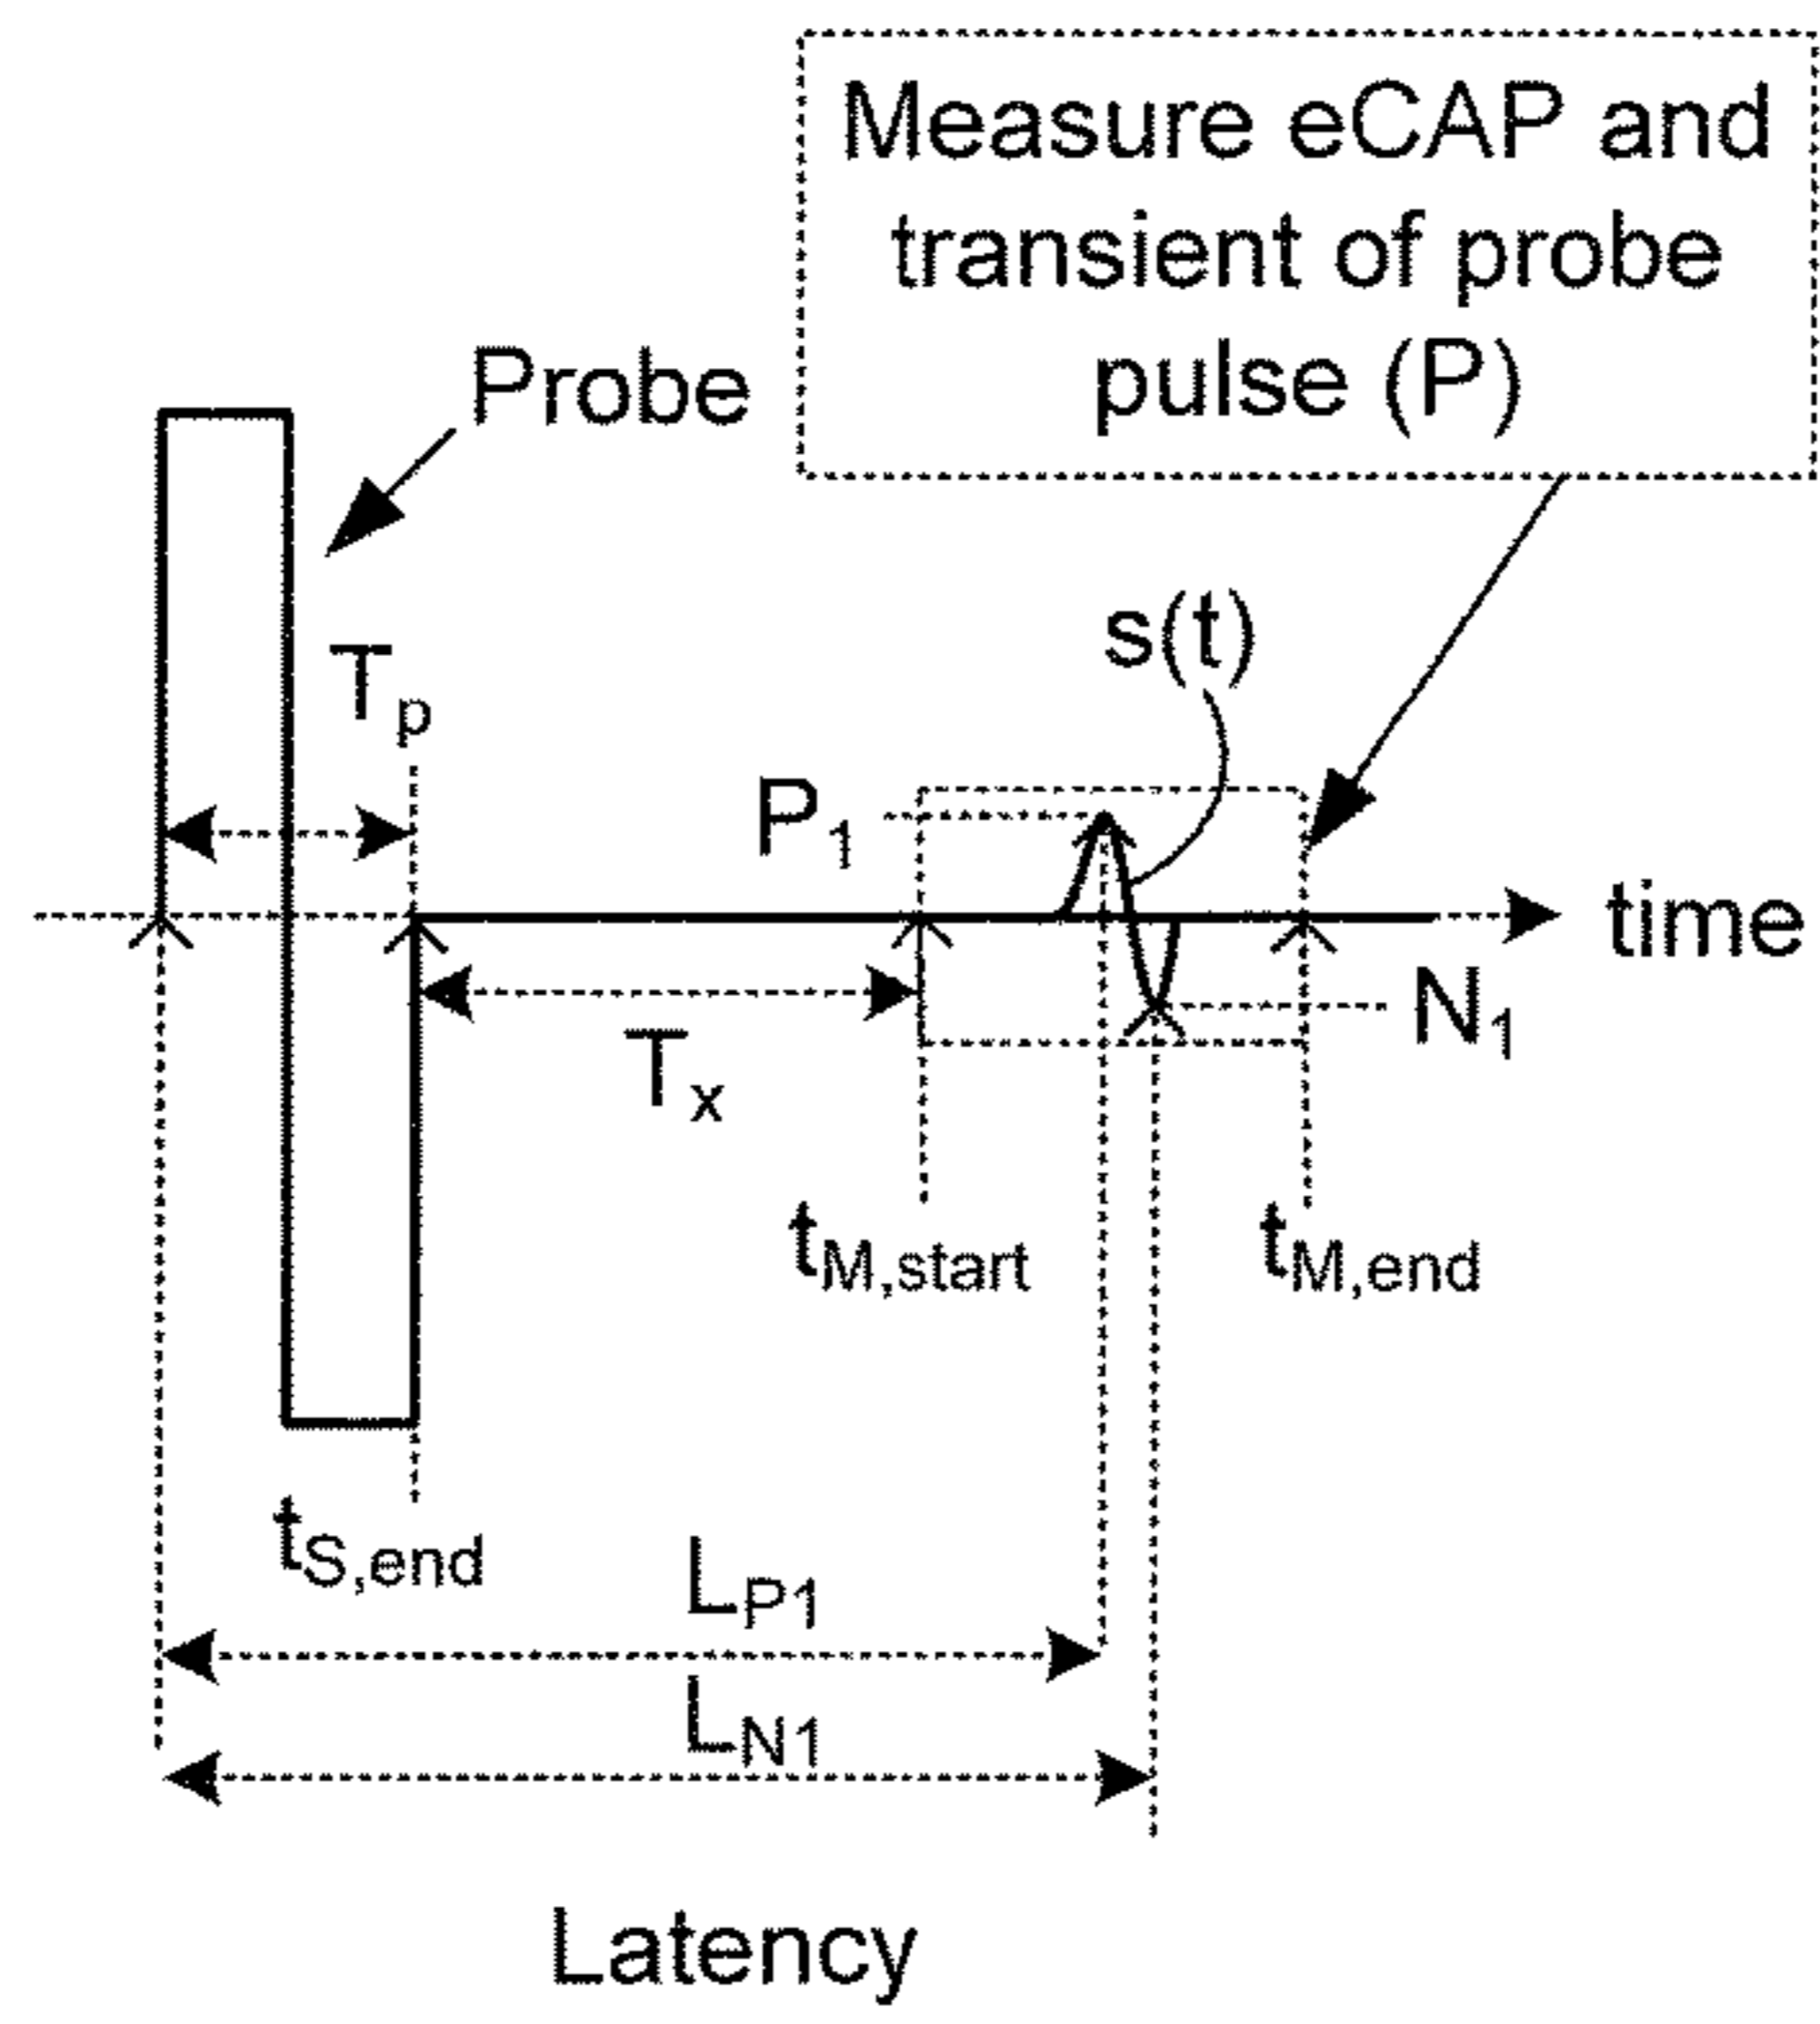 Measure eCAP and
transient of probe
pulse (P)
Probe
s(t)
Tp
P1
time
N1
Tx
tM,start
tM,end
tS,end
LP1
LN1
Latency